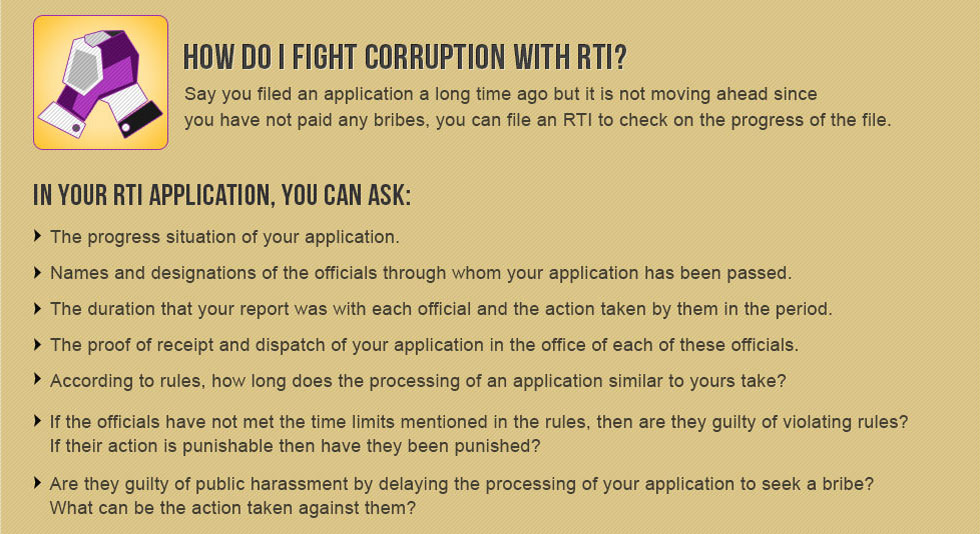 HOW DO I FIGHT CORRUPTION WITH RTI?
Say you filed an application a long time ago but it is not moving ahead since
you have not paid any bribes, you can file an RTI to check on the progress of the file.
IN YOUR RTI APPLICATION, YOU CAN ASK:
The progress situation of your application.
Names and designations of the officials through whom your application has been passed.
The duration that your report was with each official and the action taken by them in the period.
The proof of receipt and dispatch of your application in the office of each of these officials.
According to rules, how long does the processing of an application similar to yours take?
If the officials have not met the time limits mentioned in the rules, then are they guilty of violating rules?
If their action is punishable then have they been punished?
Are they guilty of public harassment by delaying the processing of your application to seek a bribe?
What can be the action taken against them?